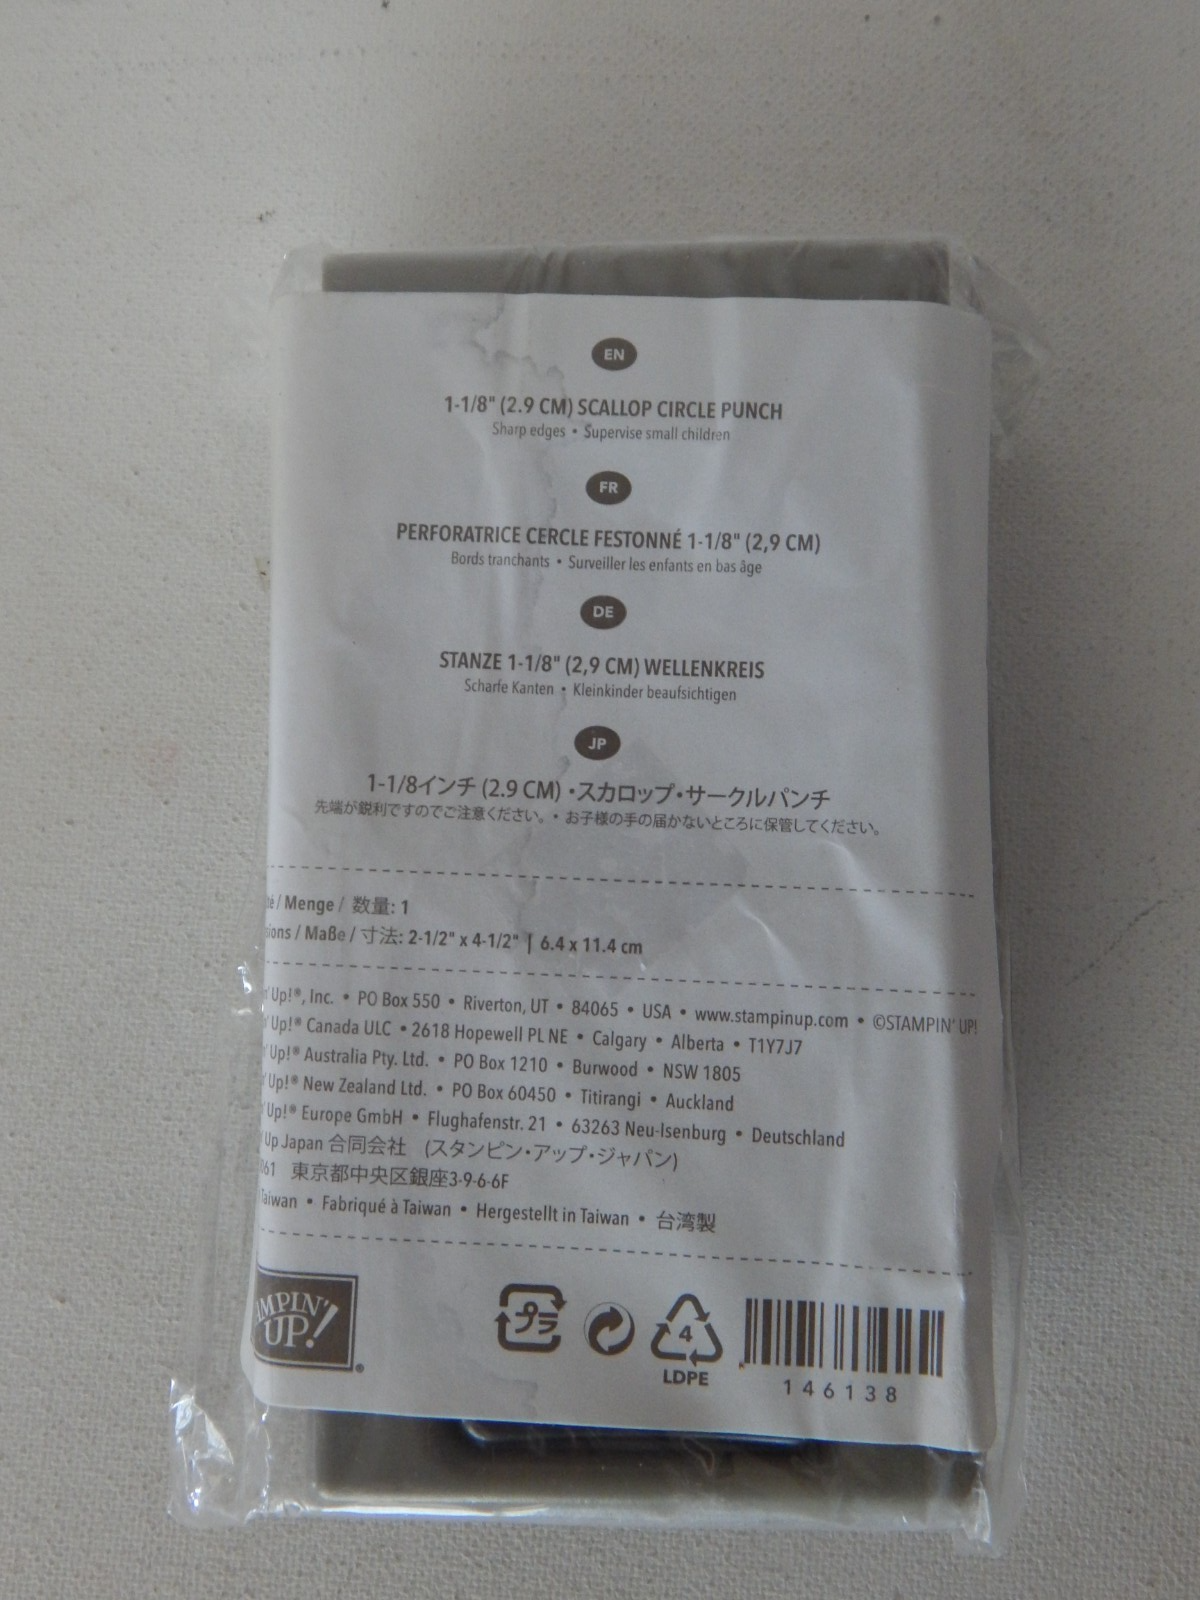 EN
1-1/8" (2.9 CM) SCALLOP CIRCLE PUNCH
Sharp edges • Supervise small children
FR
PERFORATRICE CERCLE FESTONNÉ 1-1/8" (2,9 CM)
Bords tranchants • Surveiller les enfants en bas âge
DE
STANZE 1-1/8" (2,9 CM) WELLENKREIS
Scharfe Kanten • Kleinkinder beaufsichtigen
JP
1-1/8インチ (2.9 CM)・スカロップ・サークルパンチ
先端が鋭利ですのでご注意ください。・お子様の手の届かないところに保管してください。
/ Menge / 数量: 1
/ Maße / 寸法: 2-1/2" x 4-1/2" | 6.4 x 11.4 cm
Up!®, Inc. • PO Box 550 • Riverton, UT • 84065 • USA • www.stampinup.com • ©STAMPIN' UP!
Up!® Canada ULC • 2618 Hopewell PL NE • Calgary • Alberta • T1Y7J7
Up!® Australia Pty. Ltd. • PO Box 1210 • Burwood • NSW 1805
Up!® New Zealand Ltd. • PO Box 60450 • Titirangi • Auckland
Up!® Europe GmbH • Flughafenstr. 21 • 63263 Neu-Isenburg • Deutschland
Up Japan 合同会社 (スタンピン・アップ・ジャパン)
061 東京都中央区銀座3-9-6-6F
Taiwan • Fabriqué à Taiwan • Hergestellt in Taiwan • 台湾製
AMPIN' UP!®
プラ
4
LDPE
146138